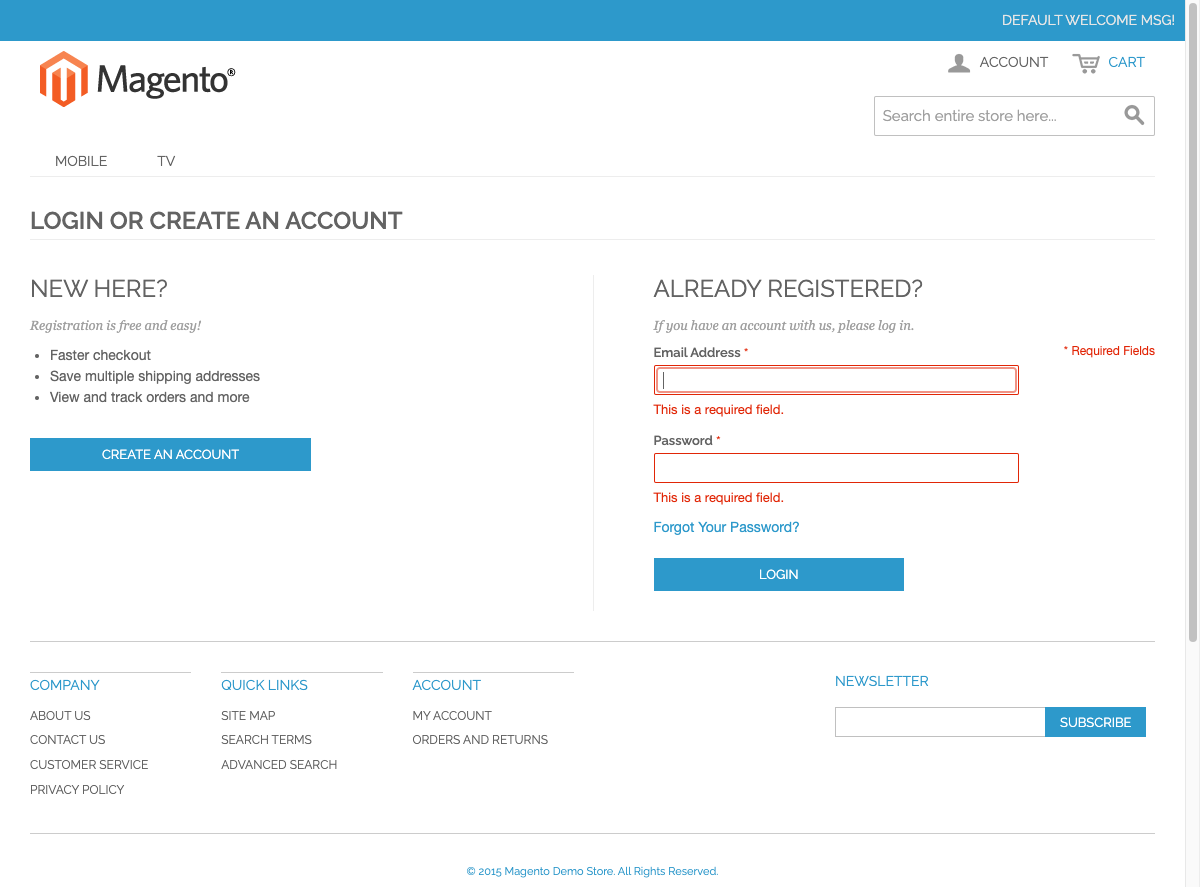 DEFAULT WELCOME MSG!
Magento®
ACCOUNT
CART
Search entire store here...
MOBILE
TV
LOGIN OR CREATE AN ACCOUNT
NEW HERE?
Registration is free and easy!
• Faster checkout
• Save multiple shipping addresses
• View and track orders and more
CREATE AN ACCOUNT
ALREADY REGISTERED?
If you have an account with us, please log in.
* Required Fields
Email Address *
This is a required field.
Password *
This is a required field.
Forgot Your Password?
LOGIN
COMPANY
ABOUT US
CONTACT US
CUSTOMER SERVICE
PRIVACY POLICY
QUICK LINKS
SITE MAP
SEARCH TERMS
ADVANCED SEARCH
ACCOUNT
MY ACCOUNT
ORDERS AND RETURNS
NEWSLETTER
SUBSCRIBE
© 2015 Magento Demo Store. All Rights Reserved.